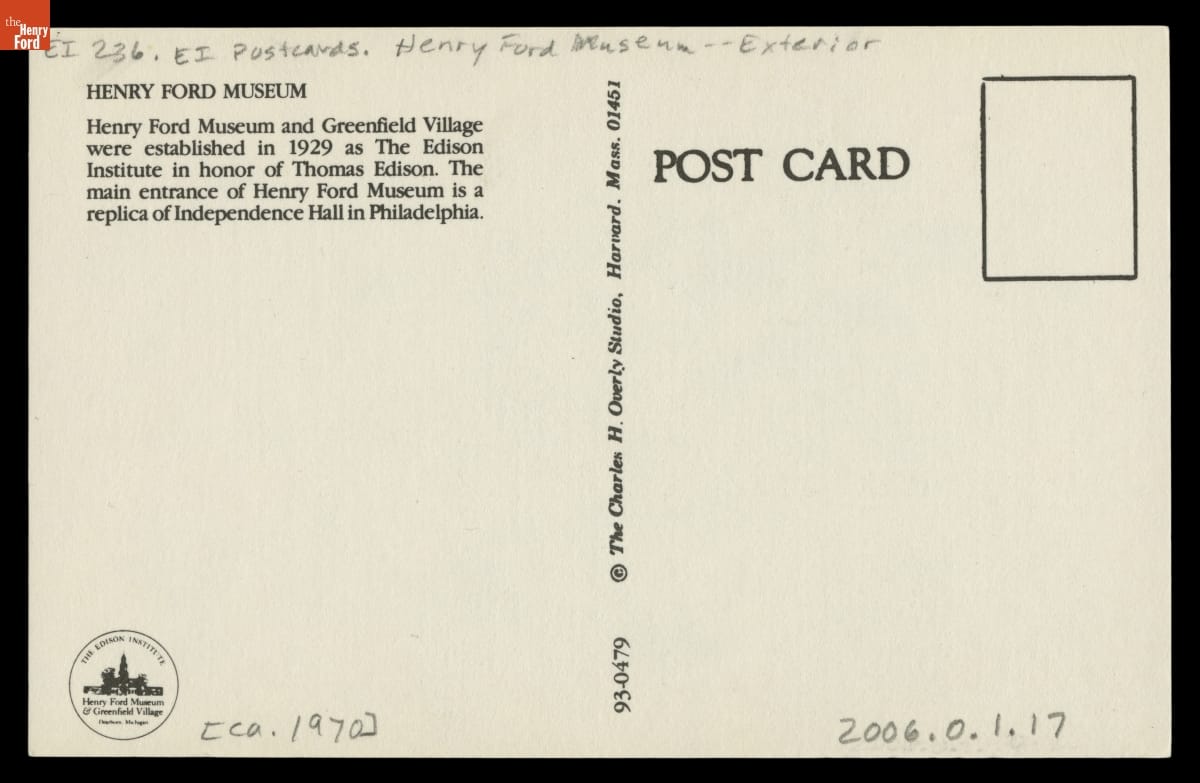 the
Henry
Ford
EI 236. EI Postcards. Henry Ford Museum -- Exterior
HENRY FORD MUSEUM
Henry Ford Museum and Greenfield Village
were established in 1929 as The Edison
Institute in honor of Thomas Edison. The
main entrance of Henry Ford Museum is a
replica of Independence Hall in Philadelphia.
THE EDISON INSTITUTE
Henry Ford Museum
& Greenfield Village
Dearborn, Michigan
[ca. 1970]
93-0479 © The Charles H. Overly Studio, Harvard. Mass. 01451
POST CARD
2006.0.1.17